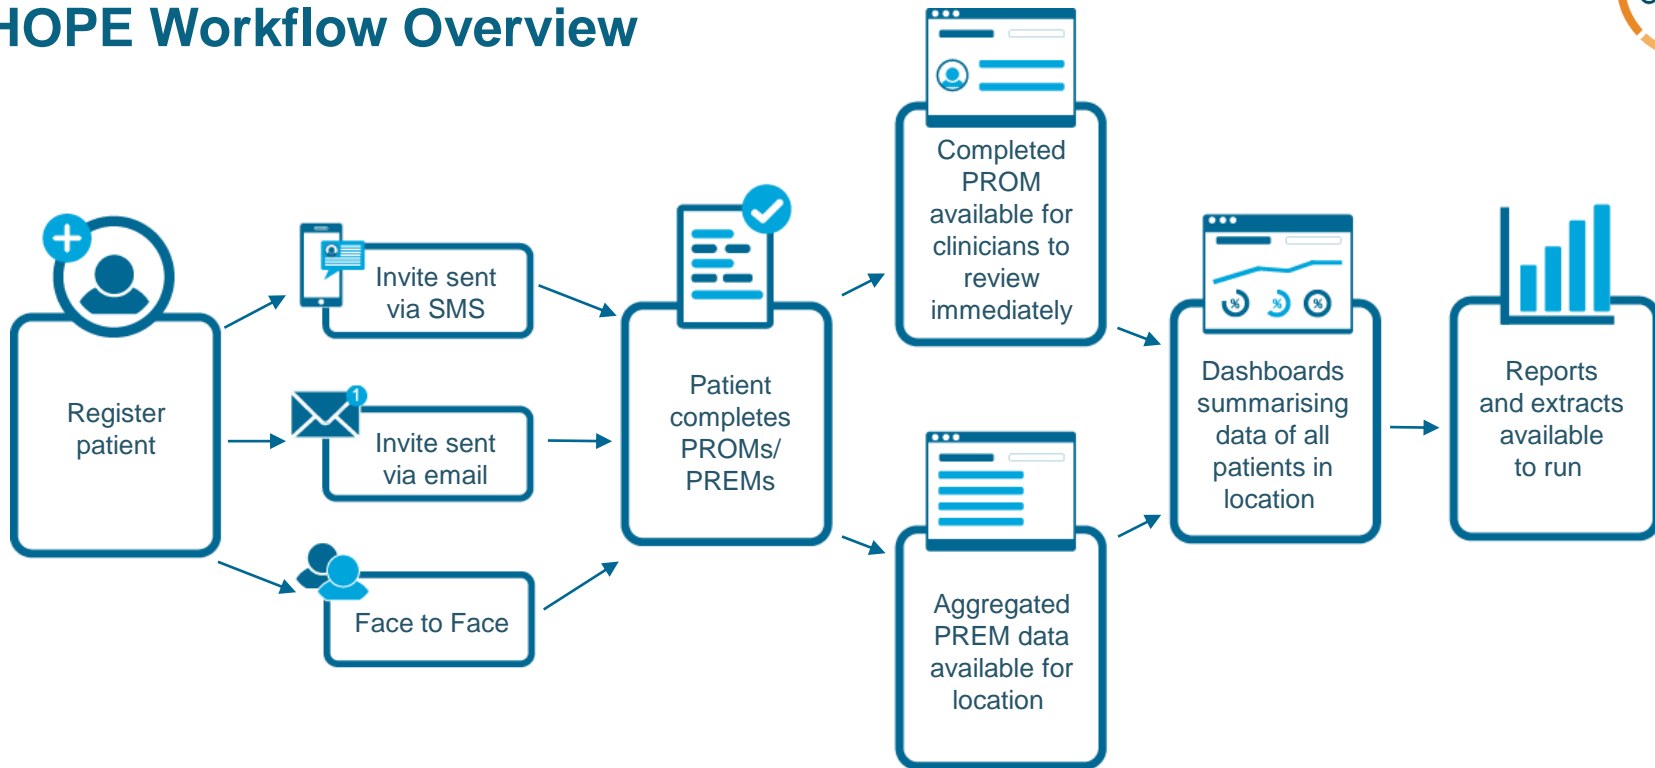 HOPE Workflow Overview
Register
patient
Invite sent
via SMS
1
Invite sent
via email
Face to Face
Patient
completes
PROMs/
PREMs
Completed
PROM
available for
clinicians to
review
immediately
Aggregated
PREM data
available for
location
% % %
Dashboards
summarising
data of all
patients in
location
Reports
and extracts
available
to run